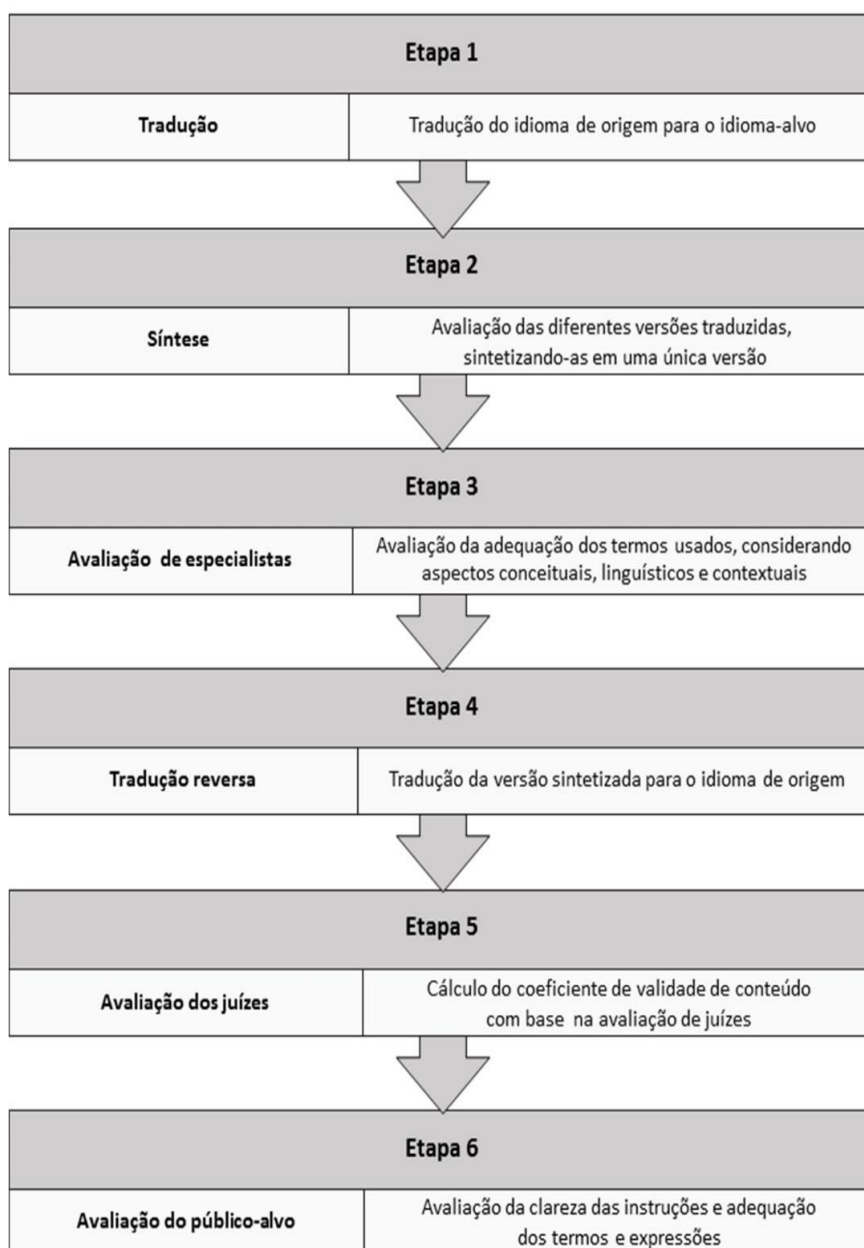 Etapa 1
Tradução
Tradução do idioma de origem para o idioma-alvo
Etapa 2
Síntese
Avaliação das diferentes versões traduzidas,
sintetizando-as em uma única versão
Etapa 3
Avaliação de especialistas
Avaliação da adequação dos termos usados, considerando
aspectos conceituais, linguísticos e contextuais
Etapa 4
Tradução reversa
Tradução da versão sintetizada para o idioma de origem
Etapa 5
Avaliação dos juízes
Cálculo do coeficiente de validade de conteúdo
com base na avaliação de juízes
Etapa 6
Avaliação do público-alvo
Avaliação da clareza das instruções e adequação
dos termos e expressões